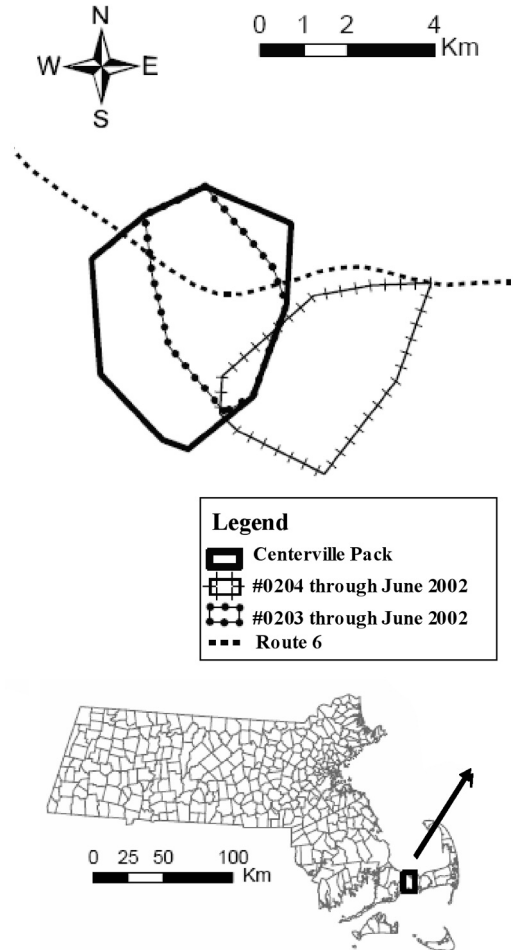 N
W E
S
0 1 2 4
Km
Legend
Centerville Pack
#0204 through June 2002
#0203 through June 2002
Route 6
0 25 50 100
Km